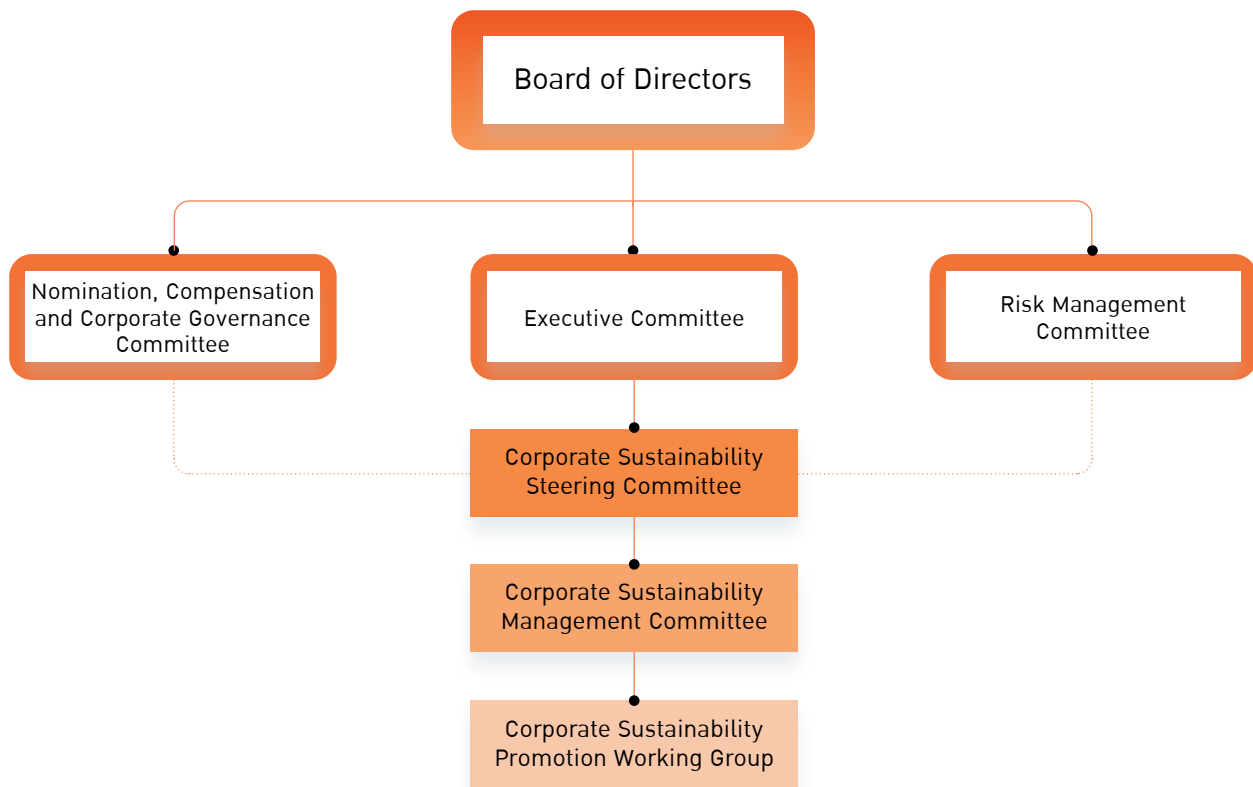 Board of Directors
Nomination, Compensation
and Corporate Governance
Committee
Executive Committee
Risk Management
Committee
Corporate Sustainability
Steering Committee
Corporate Sustainability
Management Committee
Corporate Sustainability
Promotion Working Group